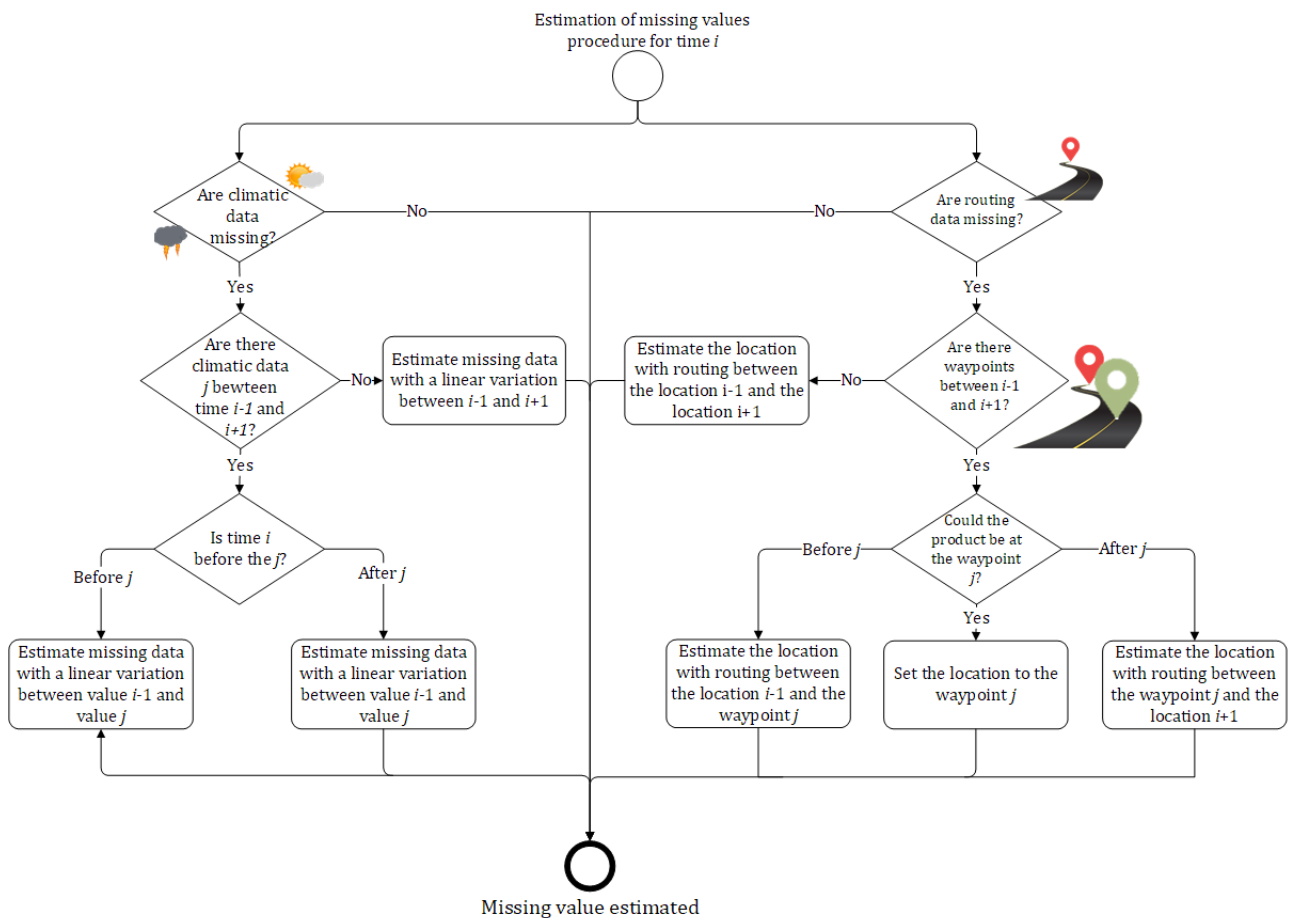 Estimation of missing values
procedure for time i
Are climatic
data
missing?
No
No
Are routing
data missing?
Yes
Yes
Are there
climatic data
j bewteen
time i-1 and
i+1?
No
Estimate missing data
with a linear variation
between i-1 and i+1
Estimate the location
with routing between
the location i-1 and the
location i+1
No
Are there
waypoints
between i-1
and i+1?
Yes
Yes
Is time i
before the j?
Before j
After j
Could the
product be at
the waypoint
j?
Before j
After j
Yes
Estimate missing data
with a linear variation
between value i-1 and
value j
Estimate missing data
with a linear variation
between value i-1 and
value j
Estimate the location
with routing between
the location i-1 and the
waypoint j
Set the location to the
waypoint j
Estimate the location
with routing between
the waypoint j and the
location i+1
Missing value estimated